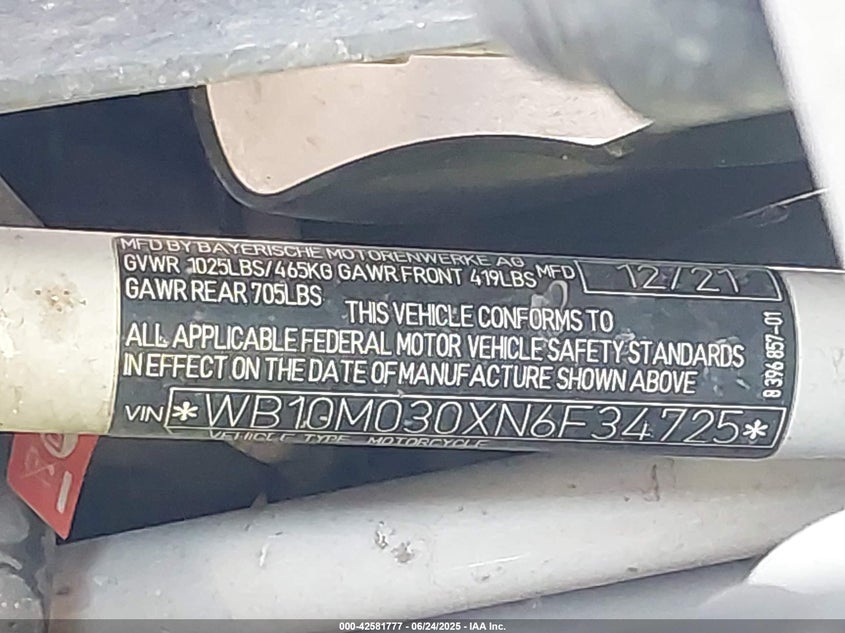 MFD BY BAYERISCHE MOTORENWERKE AG
GVWR 1025LBS/465KG GAWR FRONT 419LBS MFD 12/21
GAWR REAR 705LBS
THIS VEHICLE CONFORMS TO
ALL APPLICABLE FEDERAL MOTOR VEHICLE SAFETY STANDARDS
IN EFFECT ON THE DATE OF MANUFACTURE SHOWN ABOVE
8 396 857-01
VIN *WB10M030XN6F34725*
VEHICLE TYPE MOTORCYCLE
000-42581777 - 06/24/2025 - IAA Inc.